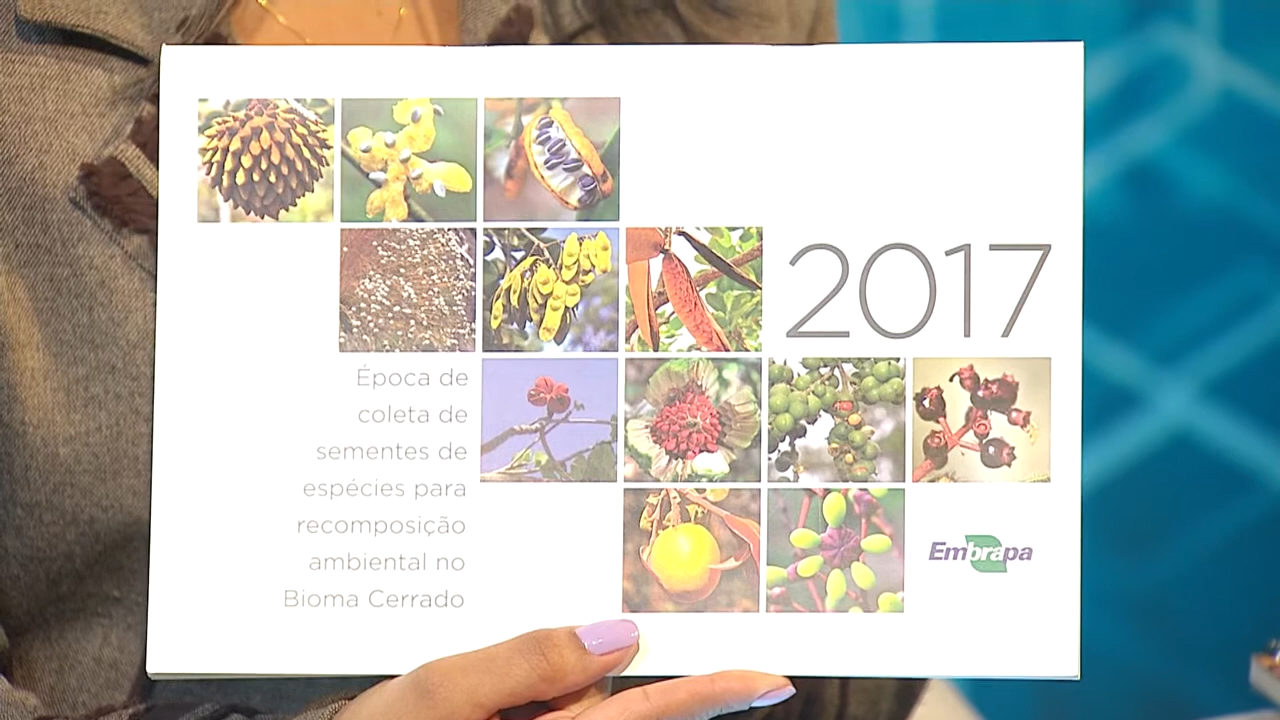 2017
Época de
coleta de
sementes de
espécies para
recomposição
ambiental no
Bioma Cerrado
Embrapa